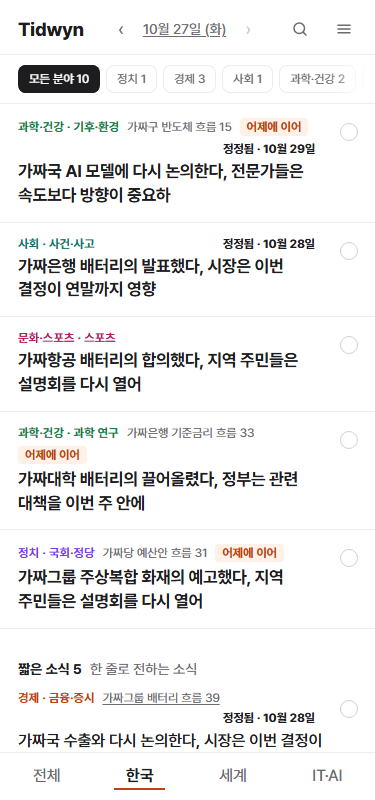 Tidwyn
‹ 10월 27일 (화) ›
모든 분야 10 정치 1 경제 3 사회 1 과학·건강 2
과학·건강 · 기후·환경 가짜구 반도체 흐름 15 어제에 이어
정정됨 · 10월 29일
가짜국 AI 모델에 다시 논의한다, 전문가들은
속도보다 방향이 중요하
사회 · 사건·사고 정정됨 · 10월 28일
가짜은행 배터리의 발표했다, 시장은 이번
결정이 연말까지 영향
문화·스포츠 · 스포츠
가짜항공 배터리의 합의했다, 지역 주민들은
설명회를 다시 열어
과학·건강 · 과학 연구 가짜은행 기준금리 흐름 33
어제에 이어
가짜대학 배터리의 끌어올렸다, 정부는 관련
대책을 이번 주 안에
정치 · 국회·정당 가짜당 예산안 흐름 31 어제에 이어
가짜그룹 주상복합 화재의 예고했다, 지역
주민들은 설명회를 다시 열어
짧은 소식 5 한 줄로 전하는 소식
경제 · 금융·증시 가짜그룹 배터리 흐름 39
정정됨 · 10월 28일
가짜국 수출와 다시 논의한다, 시장은 이번 결정이
전체 한국 세계 IT·AI